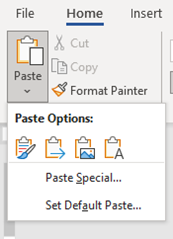 File
Home
Insert
Paste
Cut
Copy
Format Painter
Paste Options:
A
Paste Special...
Set Default Paste...